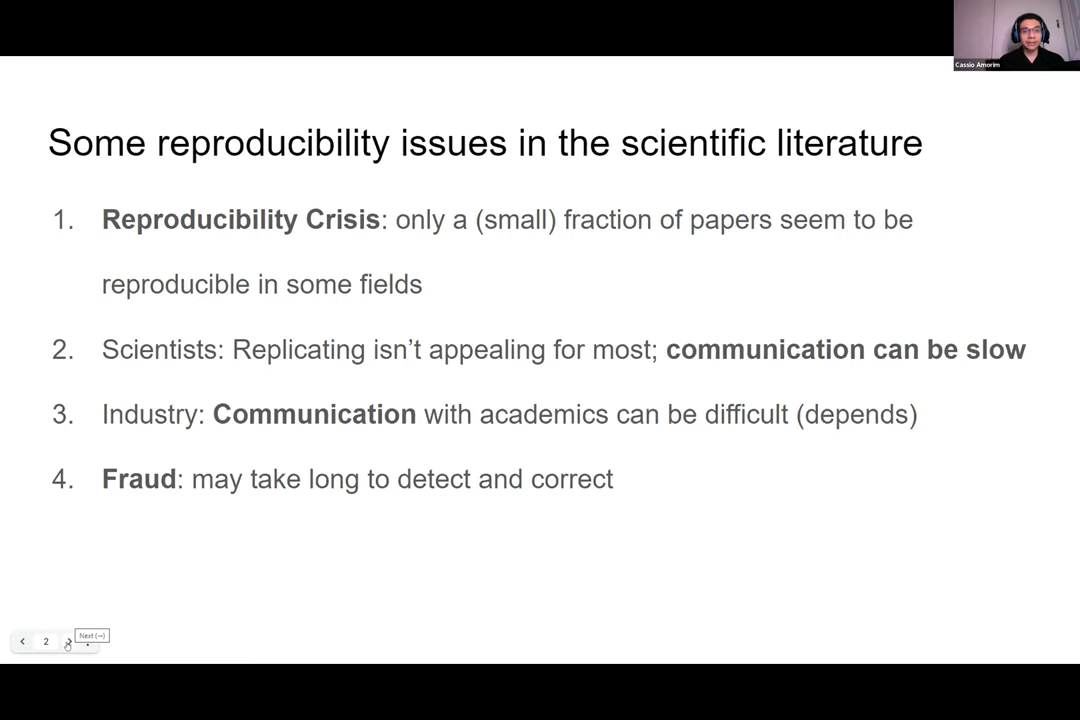 Cassio Amorim
Some reproducibility issues in the scientific literature
1. Reproducibility Crisis: only a (small) fraction of papers seem to be
reproducible in some fields
2. Scientists: Replicating isn’t appealing for most; communication can be slow
3. Industry: Communication with academics can be difficult (depends)
4. Fraud: may take long to detect and correct
2
Next (→)